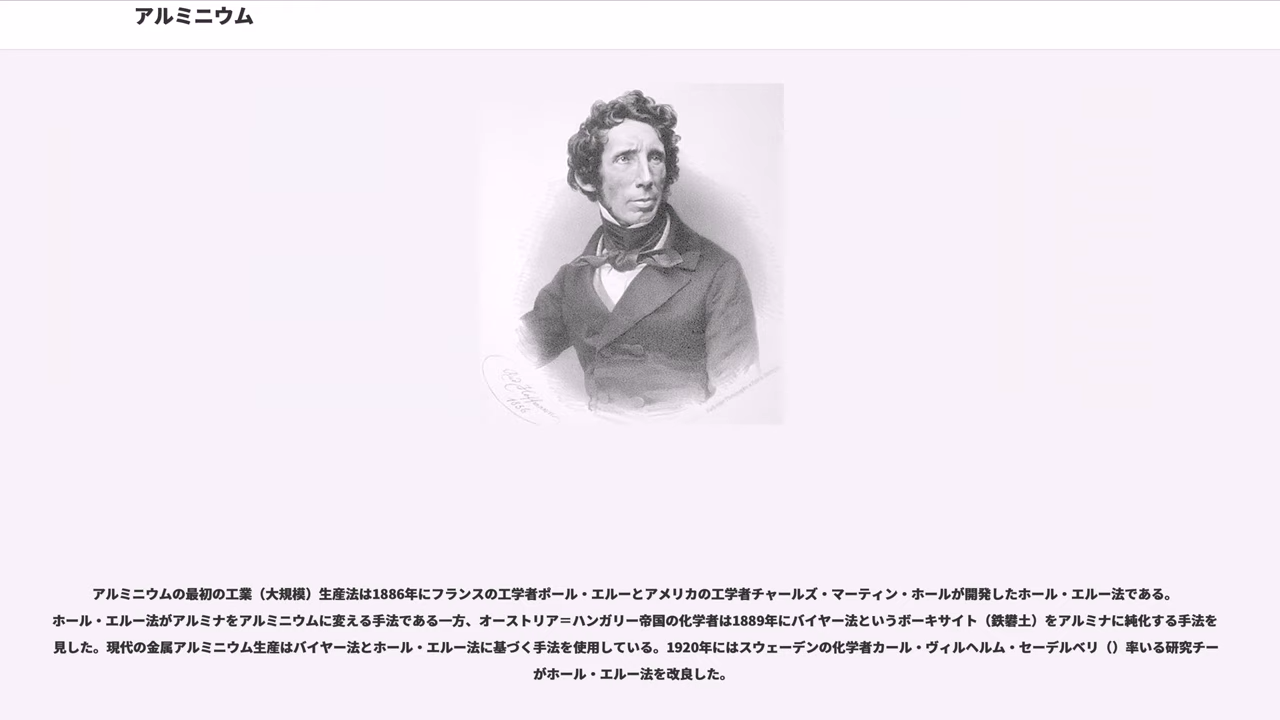 アルミニウム
1856
アルミニウムの最初の工業（大規模）生産法は1886年にフランスの工学者ポール・エルーとアメリカの工学者チャールズ・マーティン・ホールが開発したホール・エルー法である。
ホール・エルー法がアルミナをアルミニウムに変える手法である一方、オーストリア＝ハンガリー帝国の化学者は1889年にバイヤー法というボーキサイト（鉄礬土）をアルミナに純化する手法を
見した。現代の金属アルミニウム生産はバイヤー法とホール・エルー法に基づく手法を使用している。1920年にはスウェーデンの化学者カール・ヴィルヘルム・セーデルベリ（）率いる研究チー
がホール・エルー法を改良した。